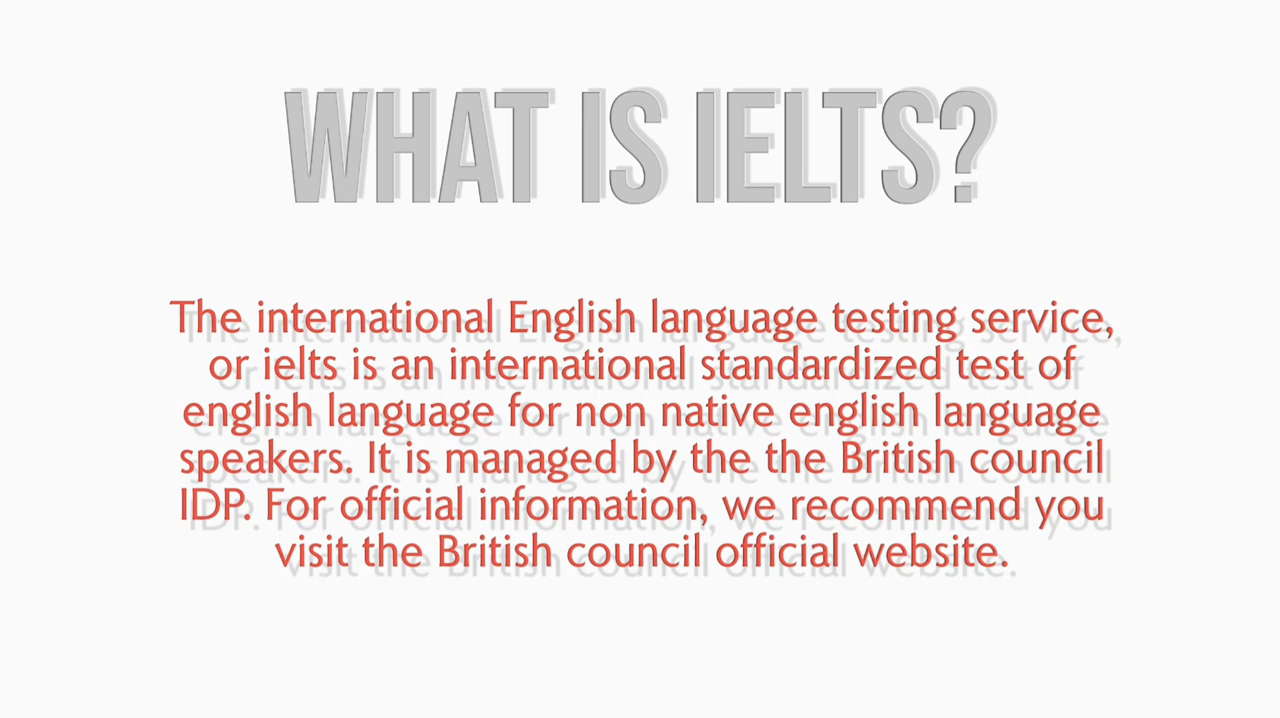 WHAT IS IELTS?
The international English language testing service,
or ielts is an international standardized test of
english language for non native english language
speakers. It is managed by the the British council
IDP. For official information, we recommend you
visit the British council official website.